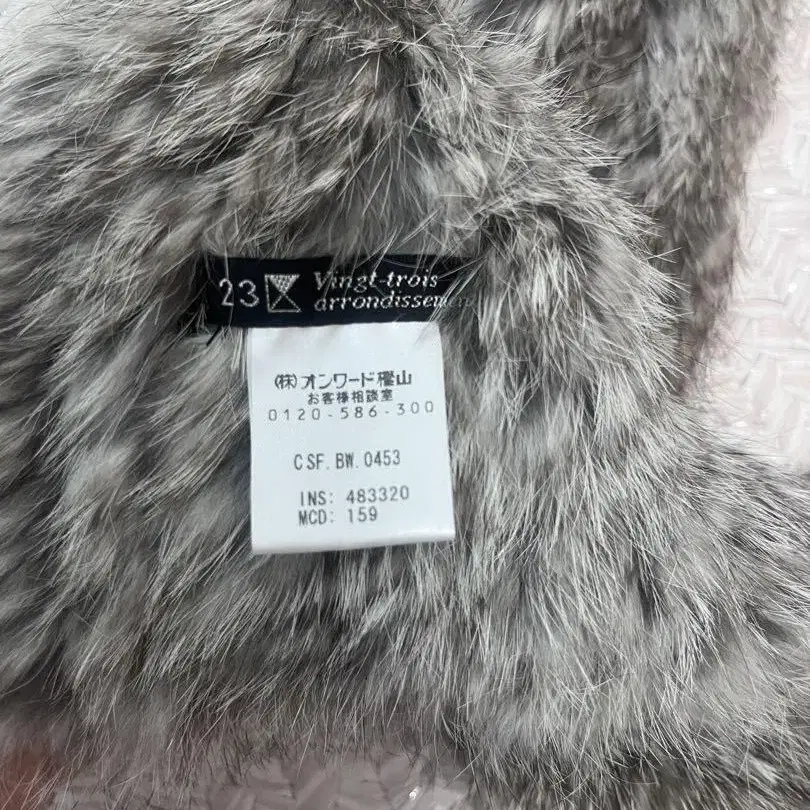 23 Vingt-trois
arrondissem
(株)オンワード樫山
お客様相談室
0120-586-300
CSF.BW.0453
INS: 483320
MCD: 159